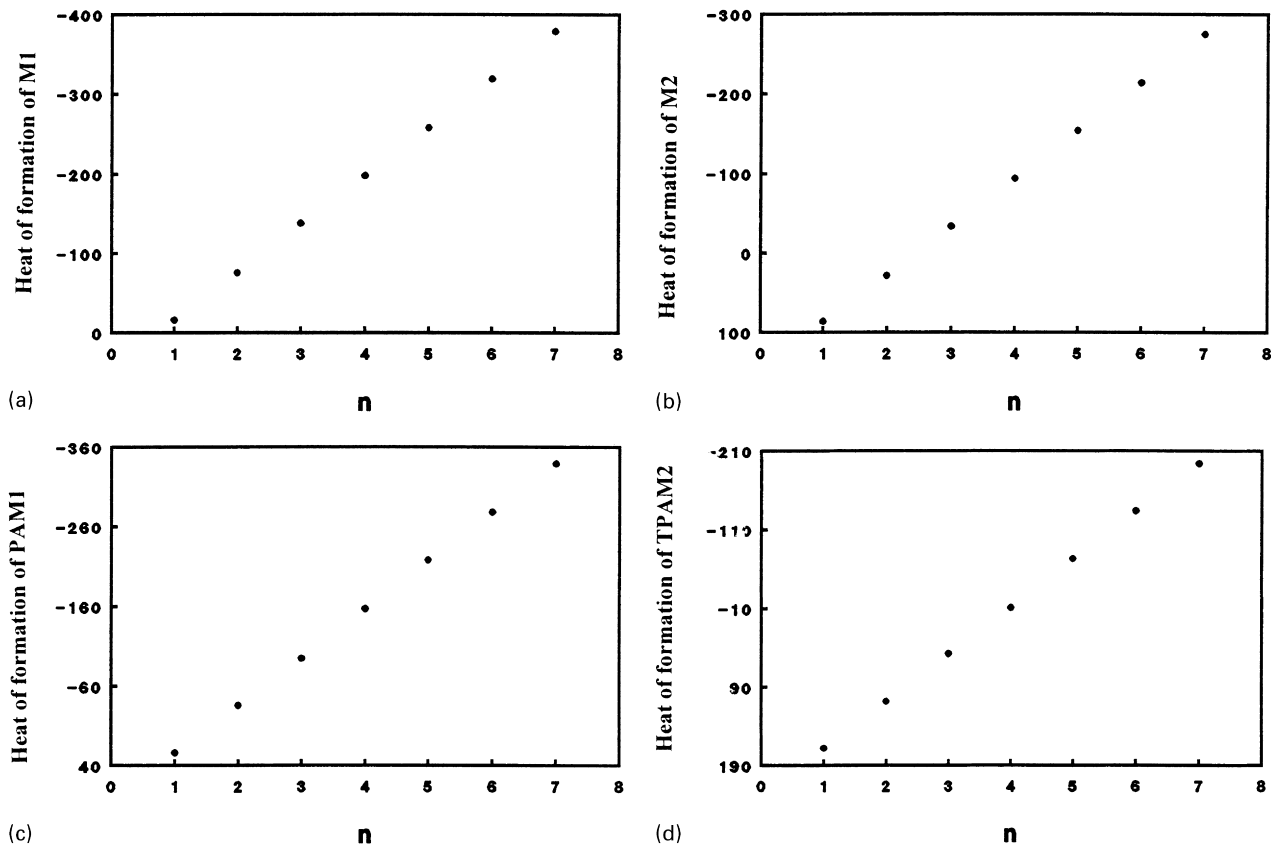 Heat of formation of M1
-400
-300
-200
-100
0
0 1 2 3 4 5 6 7 8
(a)
n
Heat of formation of M2
-300
-200
-100
0
100
0 1 2 3 4 5 6 7 8
(b)
n
Heat of formation of PAM1
-360
-260
-160
-60
40
0 1 2 3 4 5 6 7 8
(c)
n
Heat of formation of TPAM2
-210
-110
-10
90
190
0 1 2 3 4 5 6 7 8
(d)
n